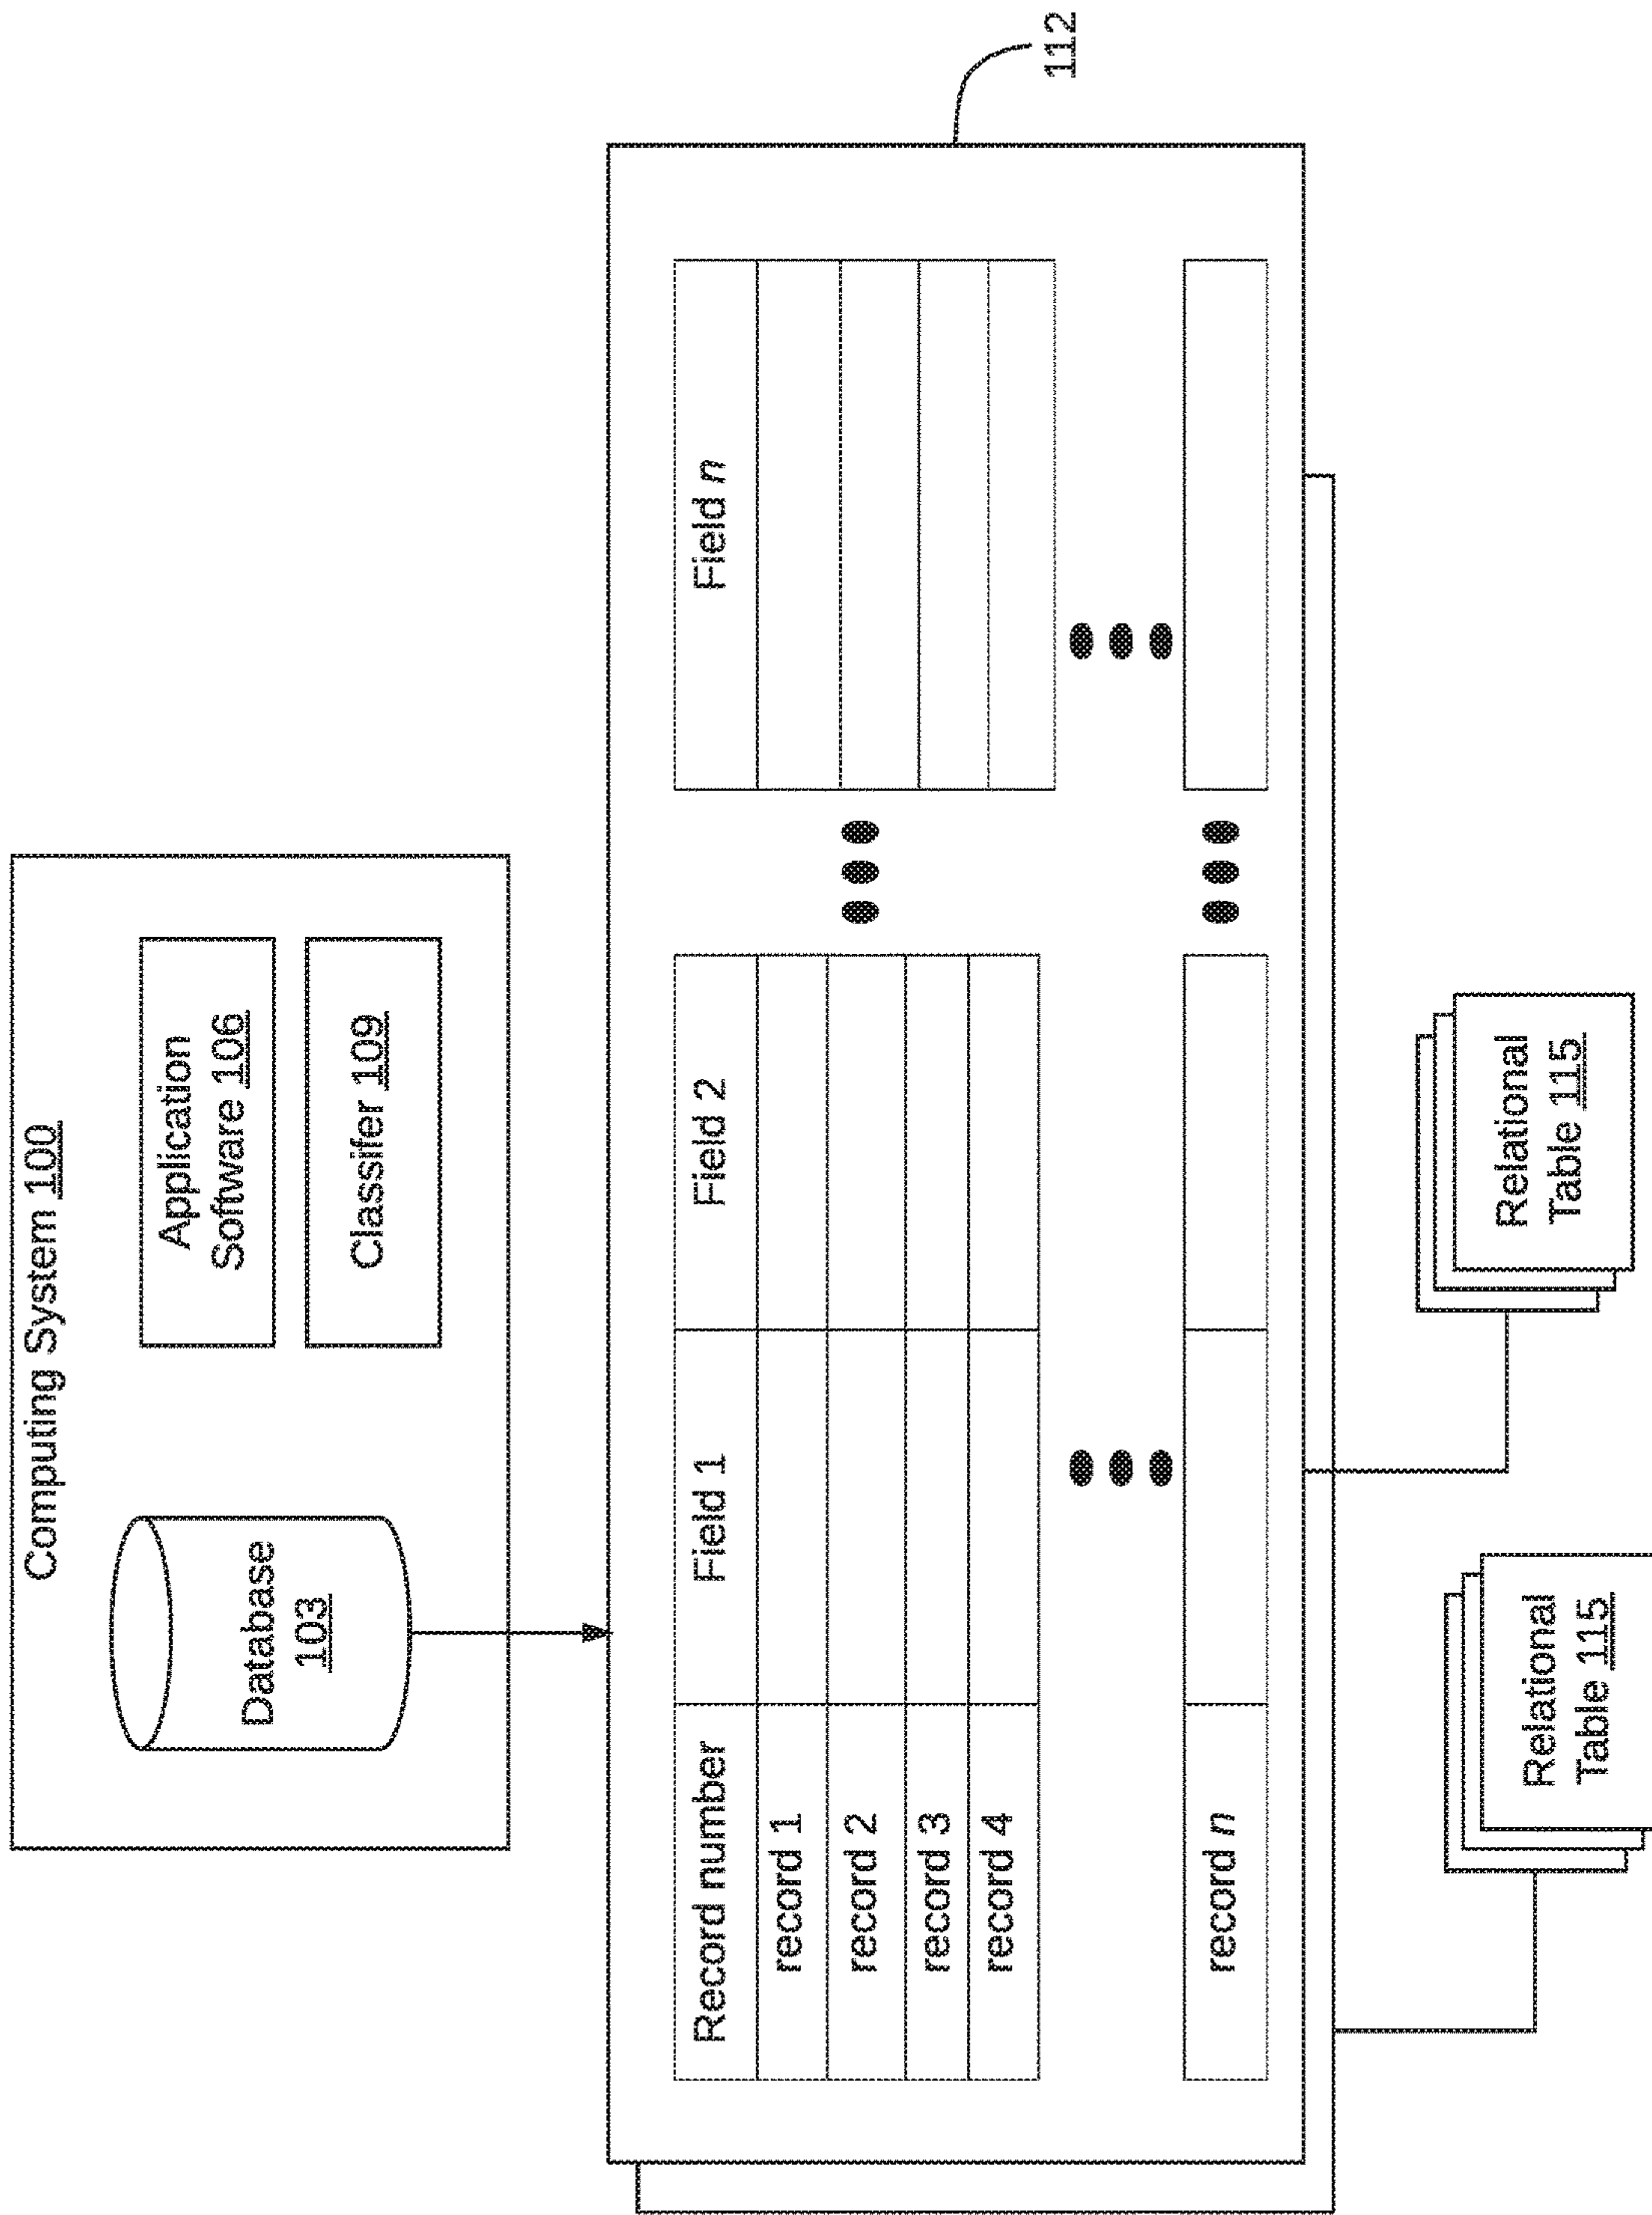 Computing System 100
Database
103
Application
Software 106
Classifer 109
112
Record number
Field 1
Field 2
Field n
record 1
record 2
record 3
record 4
record n
Relational
Table 115
Relational
Table 115